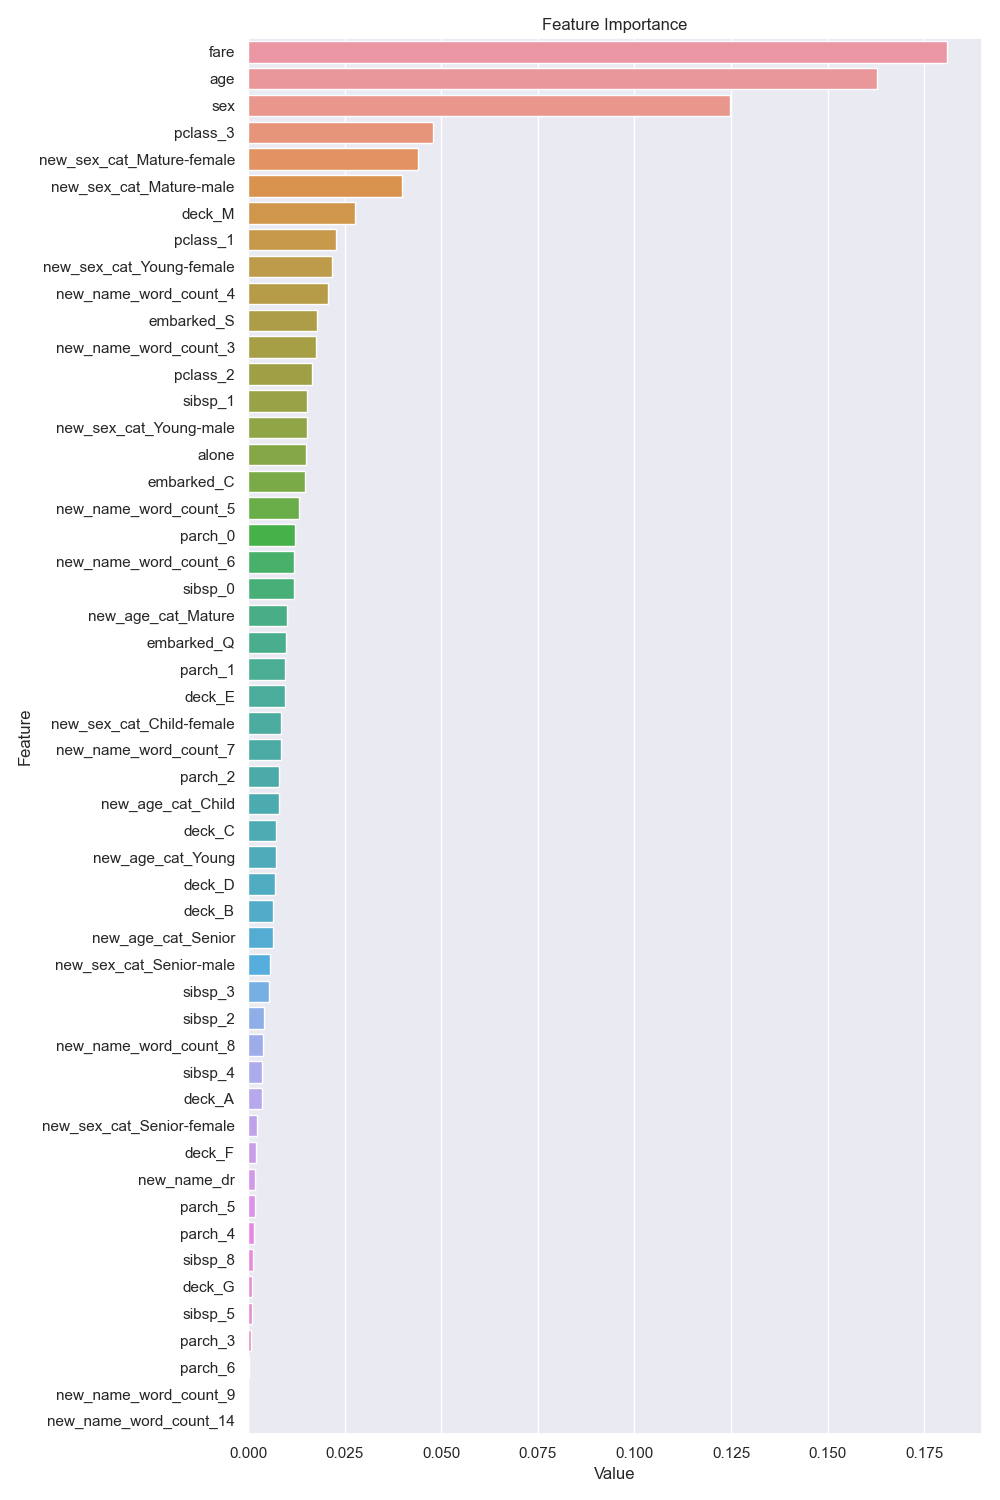 Feature Importance
fare
age
sex
pclass_3
new_sex_cat_Mature-female
new_sex_cat_Mature-male
deck_M
pclass_1
new_sex_cat_Young-female
new_name_word_count_4
embarked_S
new_name_word_count_3
pclass_2
sibsp_1
new_sex_cat_Young-male
alone
embarked_C
new_name_word_count_5
parch_0
new_name_word_count_6
sibsp_0
new_age_cat_Mature
embarked_Q
parch_1
deck_E
new_sex_cat_Child-female
new_name_word_count_7
parch_2
new_age_cat_Child
deck_C
new_age_cat_Young
deck_D
deck_B
new_age_cat_Senior
new_sex_cat_Senior-male
sibsp_3
sibsp_2
new_name_word_count_8
sibsp_4
deck_A
new_sex_cat_Senior-female
deck_F
new_name_dr
parch_5
parch_4
sibsp_8
deck_G
sibsp_5
parch_3
parch_6
new_name_word_count_9
new_name_word_count_14
Feature
0.000 0.025 0.050 0.075 0.100 0.125 0.150 0.175
Value